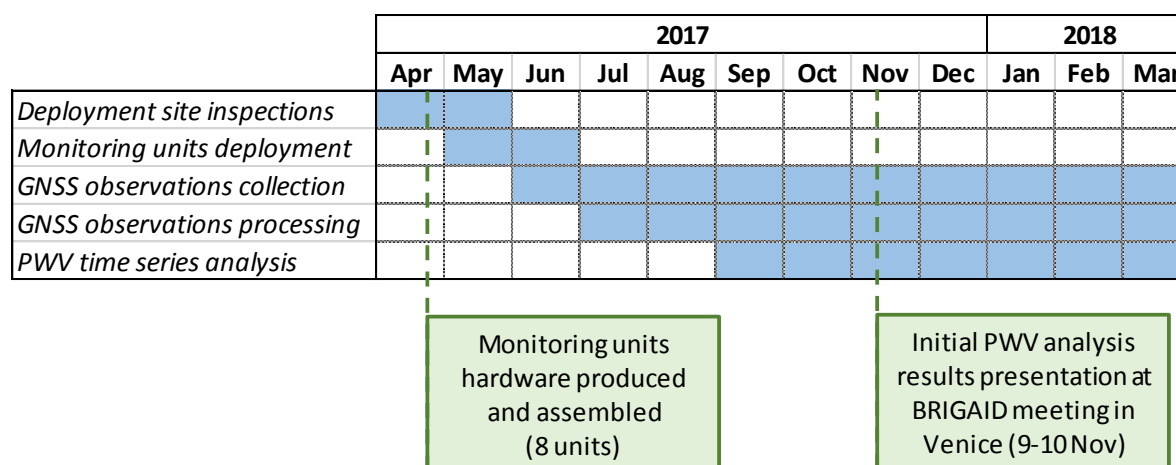 2017 2018
Apr May Jun Jul Aug Sep Oct Nov Dec Jan Feb Mar
Deployment site inspections
Monitoring units deployment
GNSS observations collection
GNSS observations processing
PWV time series analysis
Monitoring units
hardware produced
and assembled
(8 units)
Initial PWV analysis
results presentation at
BRIGAID meeting in
Venice (9-10 Nov)